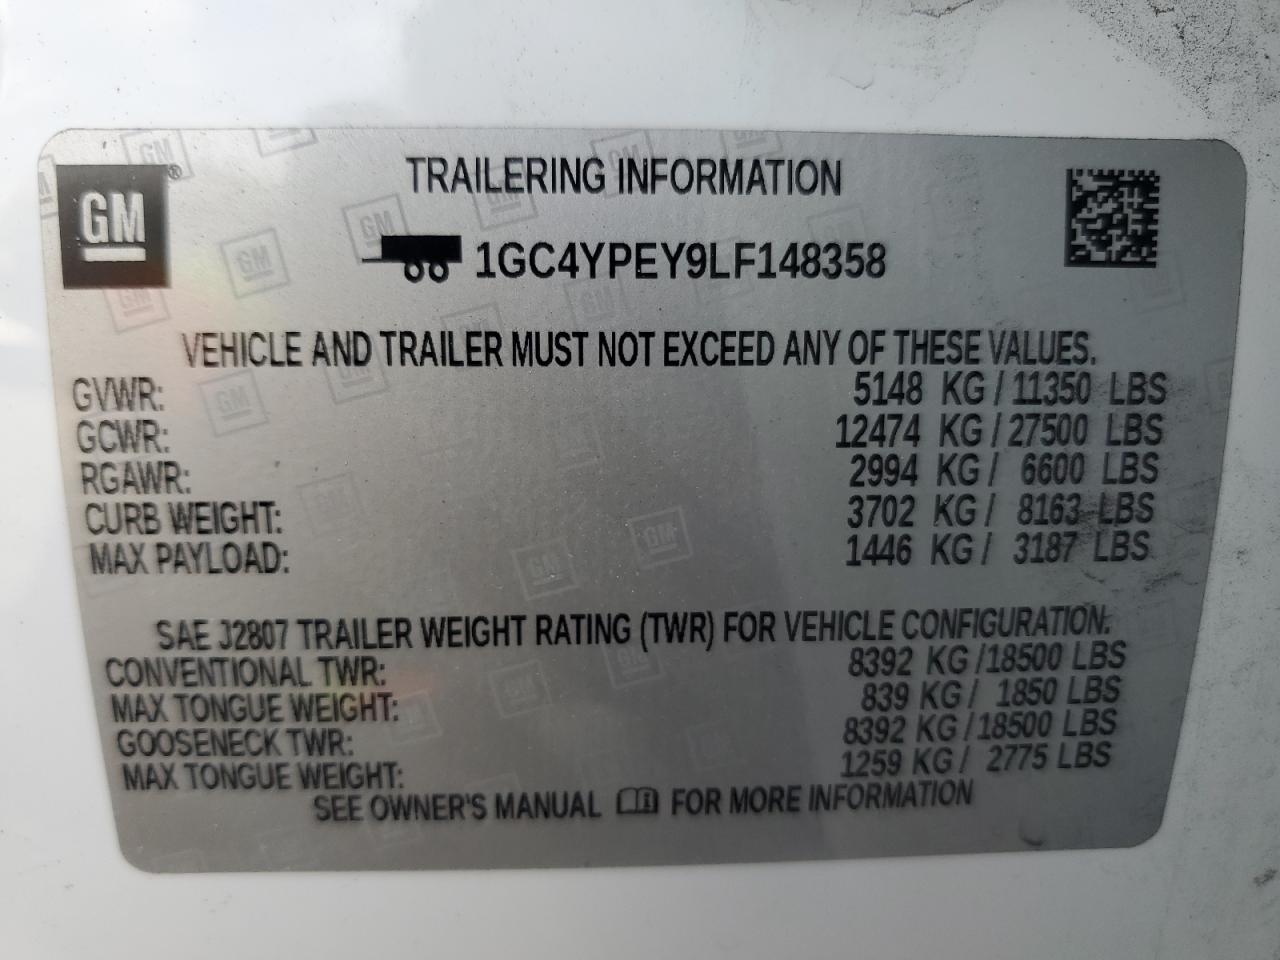 GM®
TRAILERING INFORMATION
1GC4YPEY9LF148358
VEHICLE AND TRAILER MUST NOT EXCEED ANY OF THESE VALUES.
GVWR: 5148 KG / 11350 LBS
GCWR: 12474 KG / 27500 LBS
RGAWR: 2994 KG / 6600 LBS
CURB WEIGHT: 3702 KG / 8163 LBS
MAX PAYLOAD: 1446 KG / 3187 LBS
SAE J2807 TRAILER WEIGHT RATING (TWR) FOR VEHICLE CONFIGURATION:
CONVENTIONAL TWR: 8392 KG /18500 LBS
MAX TONGUE WEIGHT: 839 KG / 1850 LBS
GOOSENECK TWR: 8392 KG /18500 LBS
MAX TONGUE WEIGHT: 1259 KG / 2775 LBS
SEE OWNER'S MANUAL FOR MORE INFORMATION